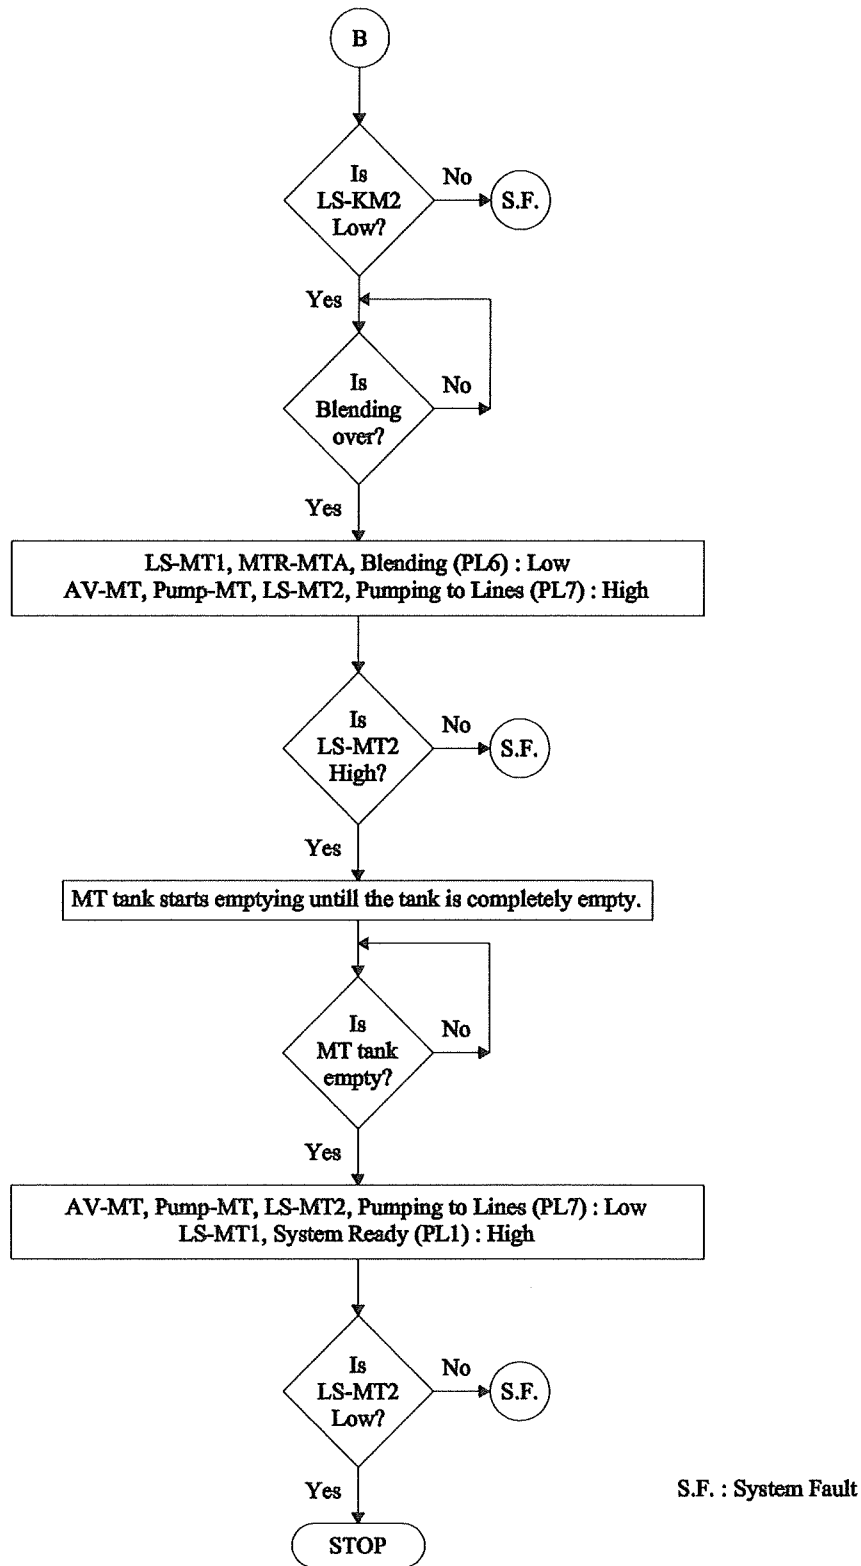 B
Is
LS-KM2
Low?
No
S.F.
Yes
Is
Blending
over?
No
Yes
LS-MT1, MTR-MTA, Blending (PL6) : Low
AV-MT, Pump-MT, LS-MT2, Pumping to Lines (PL7) : High
Is
LS-MT2
High?
No
S.F.
Yes
MT tank starts emptying untill the tank is completely empty.
Is
MT tank
empty?
No
Yes
AV-MT, Pump-MT, LS-MT2, Pumping to Lines (PL7) : Low
LS-MT1, System Ready (PL1) : High
Is
LS-MT2
Low?
No
S.F.
Yes
S.F. : System Fault
STOP